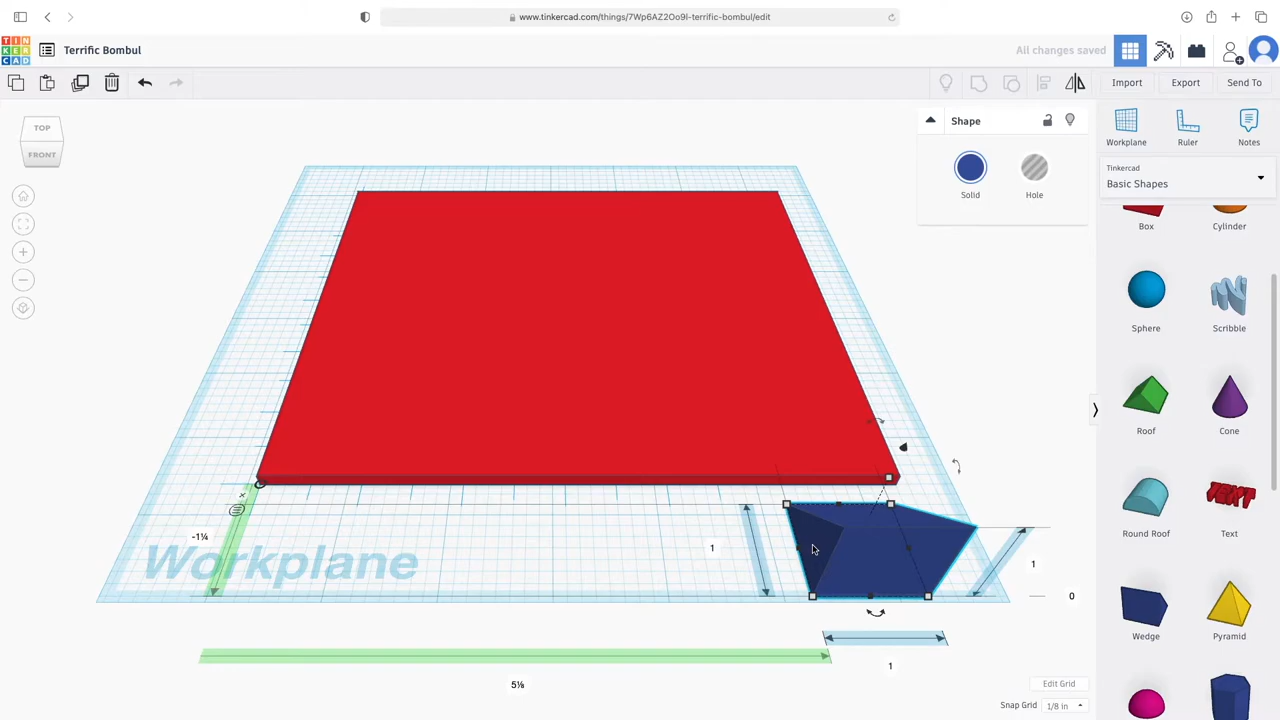 www.tinkercad.com/things/7Wp6AZ2Oo9l-terrific-bombul/edit
TIN
KER
CAD
Terrific Bombul
All changes saved
Import
Export
Send To
TOP
FRONT
Shape
Solid
Hole
Workplane
Ruler
Notes
Tinkercad
Basic Shapes
Box
Cylinder
Sphere
Scribble
Roof
Cone
Round Roof
TEXT
Text
Wedge
Pyramid
Workplane
-1¼
1
1
0
1
5⅛
Edit Grid
Snap Grid
1/8 in